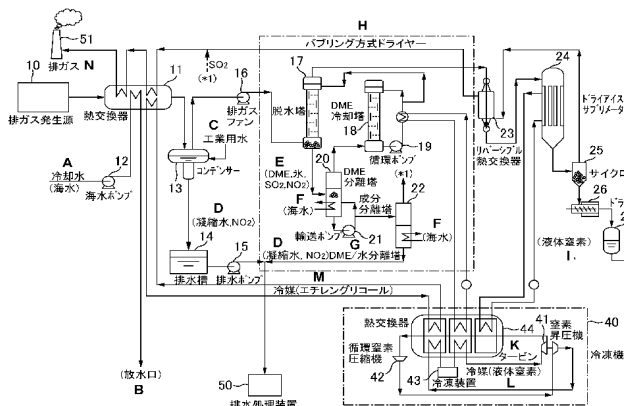 H
バブリング方式ドライヤー
51
排ガス N
10
排ガス発生源
11
熱交換器
SO2
(*1)
16
排ガス
ファン
17
脱水塔
DME
冷却塔
18
19
循環ポンプ
23
リバーシブル
熱交換器
24
ドライアイス
サブリメータ
25
サイクロ
26
ドラ
2
C
工業用水
コンデンサー
13
A
冷却水
(海水)
12
海水ポンプ
E
(DME,水,
SO2,NO2)
20
DME
分離塔
F
(海水)
成分
分離塔
輸送ポンプ
21
G
(*1)
22
F
(海水)
D
(凝縮水,NO2)
14
排水槽
15
排水ポンプ
D
(凝縮水, NO2)
DME/水分離塔
(液体窒素)
I
M
冷媒(エチレングリコール)
熱交換器
44
K
タービン
41
窒素
昇圧機
40
冷凍機
循環窒素
圧縮機
42
43
冷凍装置
冷媒(液体窒素)
L
(放水口)
B
50
排水処理装置